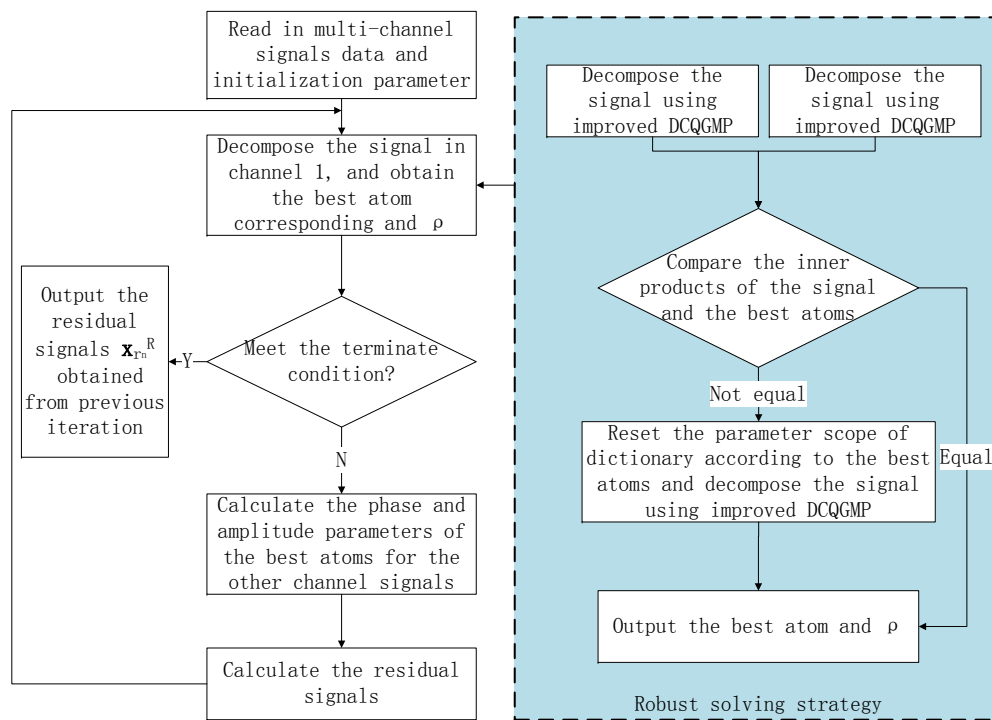 Read in multi-channel
signals data and
initialization parameter
Decompose the signal in
channel 1, and obtain
the best atom
corresponding and ρ
Output the
residual
signals 𝐱rₙᴿ
obtained
from previous
iteration
Y
Meet the terminate
condition?
N
Calculate the phase and
amplitude parameters of
the best atoms for the
other channel signals
Calculate the residual
signals
Decompose the
signal using
improved DCQGMP
Decompose the
signal using
improved DCQGMP
Compare the inner
products of the signal
and the best atoms
Not equal
Equal
Reset the parameter scope of
dictionary according to the best
atoms and decompose the signal
using improved DCQGMP
Output the best atom and ρ
Robust solving strategy